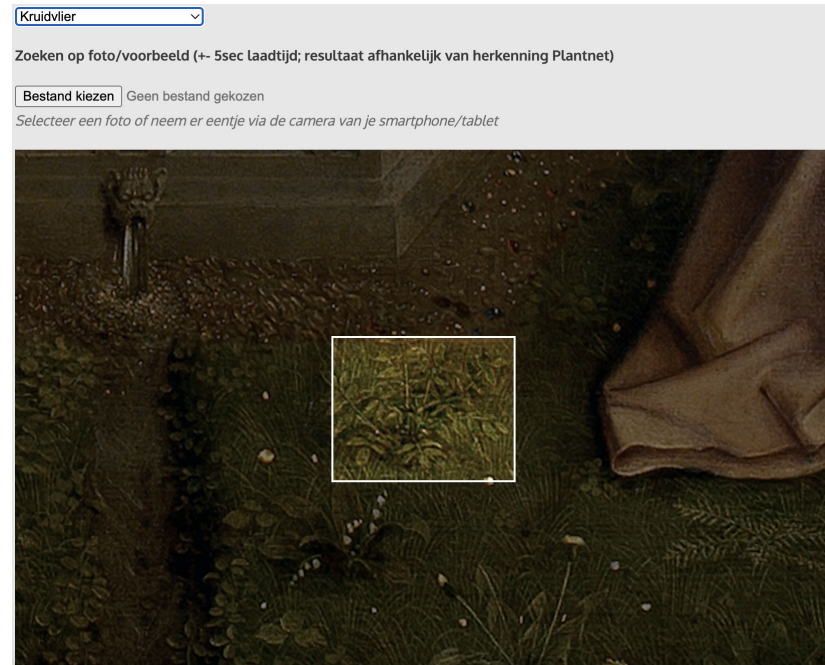 Kruidvlier
Zoeken op foto/voorbeeld (+- 5sec laadtijd; resultaat afhankelijk van herkenning Plantnet)
Bestand kiezen Geen bestand gekozen
Selecteer een foto of neem er eentje via de camera van je smartphone/tablet